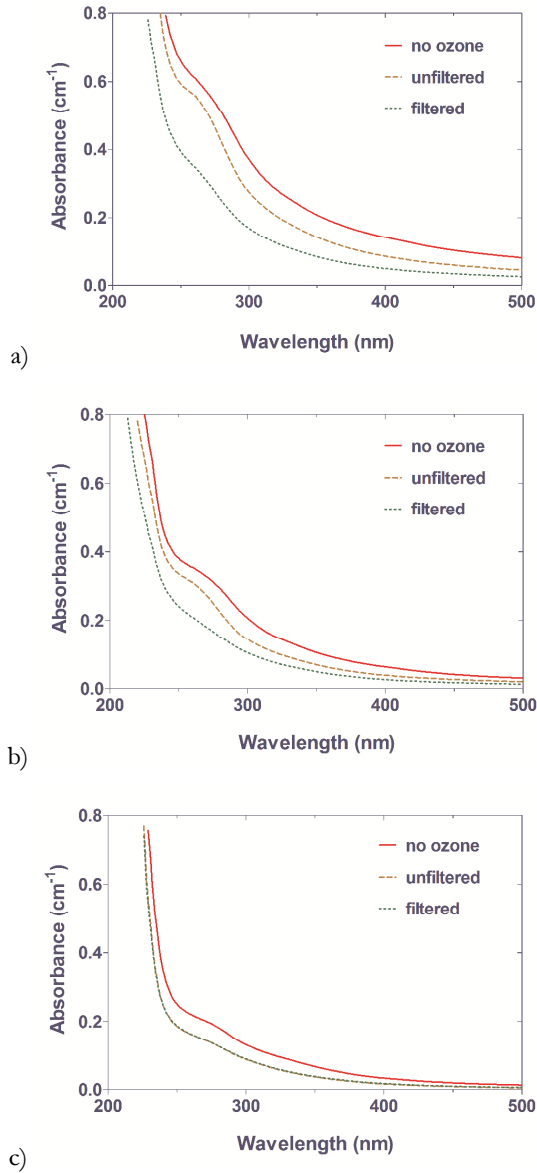 0.8
no ozone
unfiltered
filtered
0.6
0.4
0.2
0.0
Absorbance (cm⁻¹)
200 300 400 500
Wavelength (nm)
a)
0.8
no ozone
unfiltered
filtered
0.6
0.4
0.2
0.0
Absorbance (cm⁻¹)
200 300 400 500
Wavelength (nm)
b)
0.8
no ozone
unfiltered
filtered
0.6
0.4
0.2
0.0
Absorbance (cm⁻¹)
200 300 400 500
Wavelength (nm)
c)